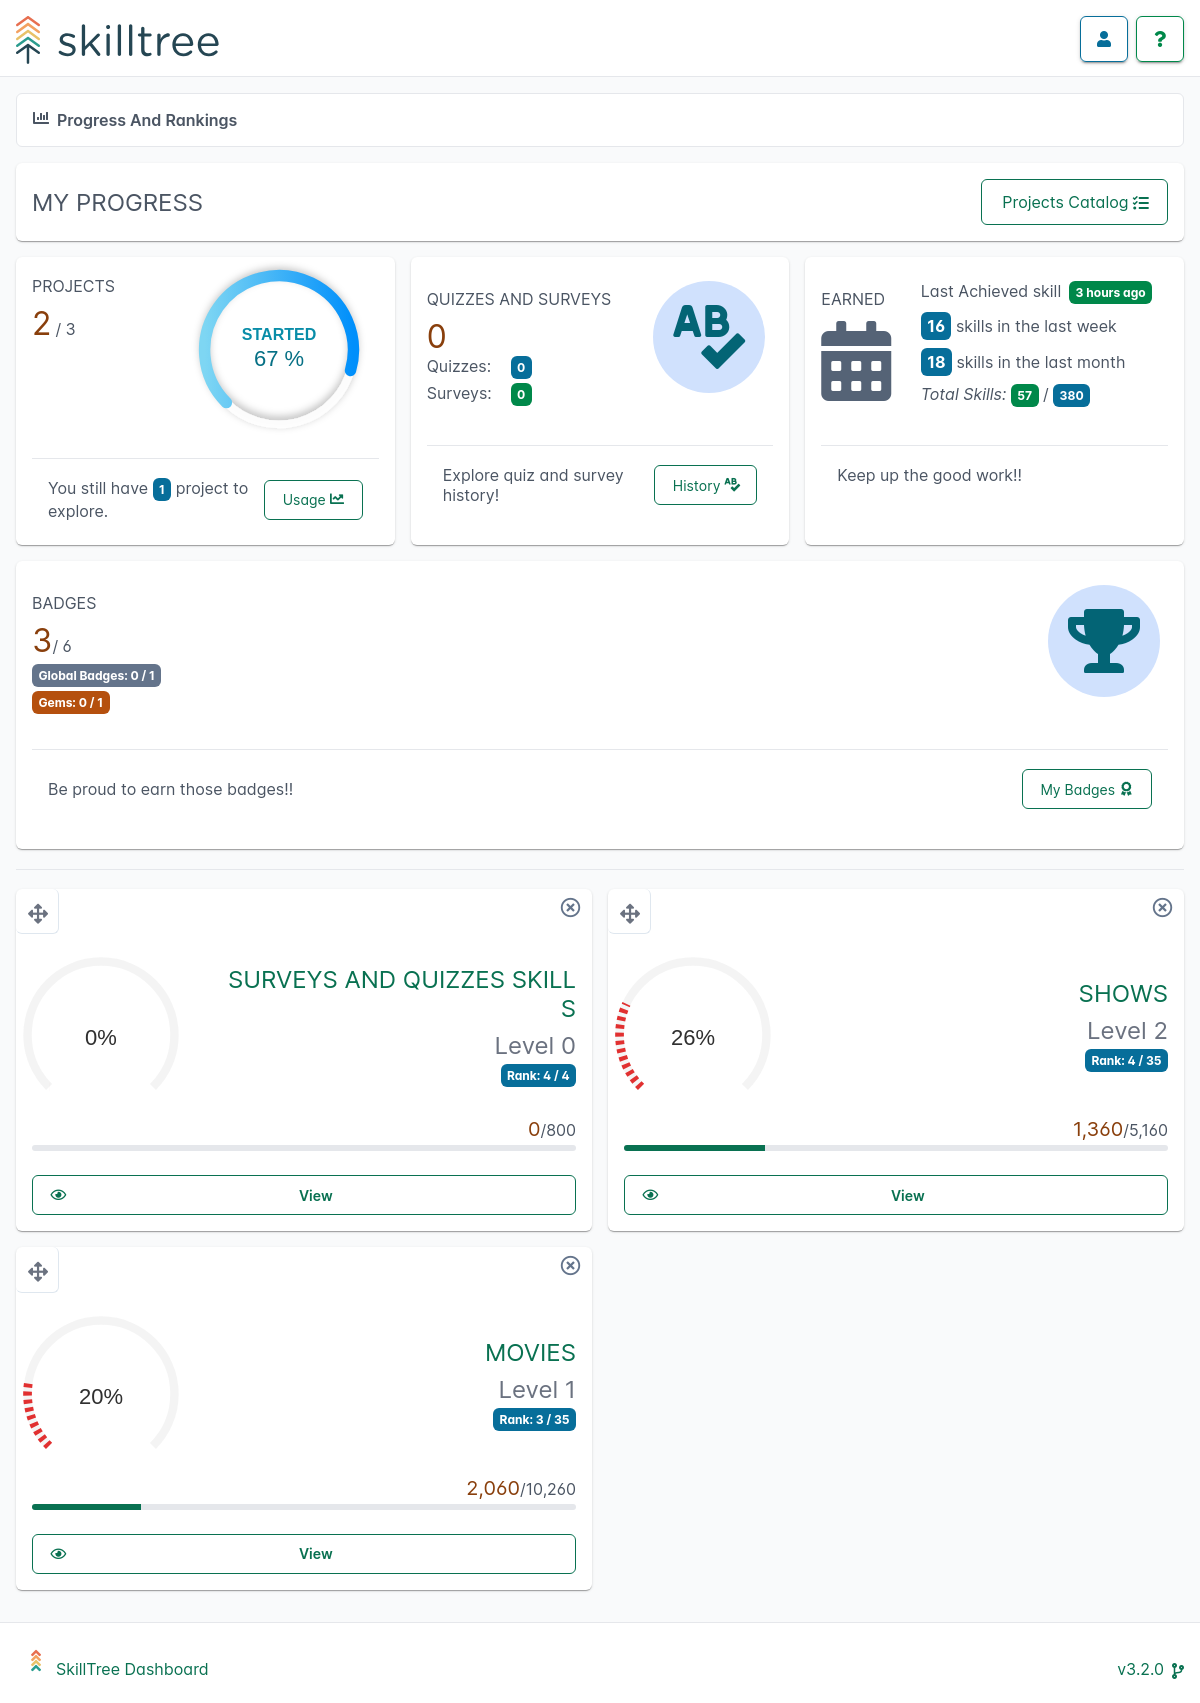 skilltree
?
Progress And Rankings
MY PROGRESS
Projects Catalog
PROJECTS
2 / 3
STARTED
67 %
You still have 1 project to
explore.
Usage
QUIZZES AND SURVEYS
0
Quizzes: 0
Surveys: 0
AB
Explore quiz and survey
history!
History
EARNED
Last Achieved skill 3 hours ago
16 skills in the last week
18 skills in the last month
Total Skills: 57 / 380
Keep up the good work!!
BADGES
3/ 6
Global Badges: 0 / 1
Gems: 0 / 1
Be proud to earn those badges!!
My Badges
0%
SURVEYS AND QUIZZES SKILL
S
Level 0
Rank: 4 / 4
0/800
View
26%
SHOWS
Level 2
Rank: 4 / 35
1,360/5,160
View
20%
MOVIES
Level 1
Rank: 3 / 35
2,060/10,260
View
SkillTree Dashboard
v3.2.0